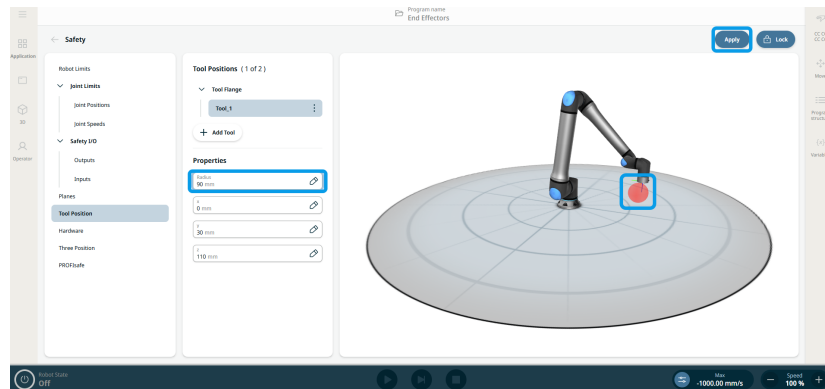 Program name
End Effectors
Safety
Apply
Lock
Application
3D
Operator
Robot Limits
Joint Limits
Joint Positions
Joint Speeds
Safety I/O
Outputs
Inputs
Planes
Tool Position
Hardware
Three Position
PROFIsafe
Tool Positions ( 1 of 2 )
Tool Flange
Tool_1
+ Add Tool
Properties
Radius
90 mm
0 mm
30 mm
110 mm
Move
Robot State
Off
Max
-1000.00 mm/s
Speed
100 %